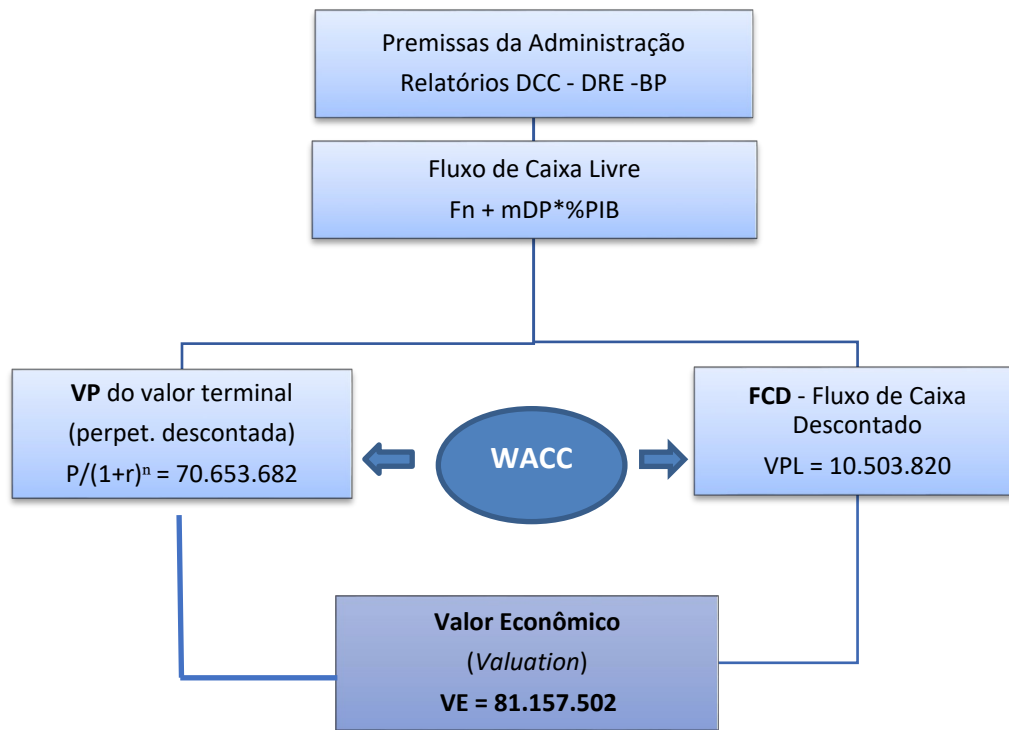 Premissas da Administração
Relatórios DCC - DRE -BP
Fluxo de Caixa Livre
Fn + mDP*%PIB
VP do valor terminal
(perpet. descontada)
P/(1+r)ⁿ = 70.653.682
WACC
FCD - Fluxo de Caixa
Descontado
VPL = 10.503.820
Valor Econômico
(Valuation)
VE = 81.157.502